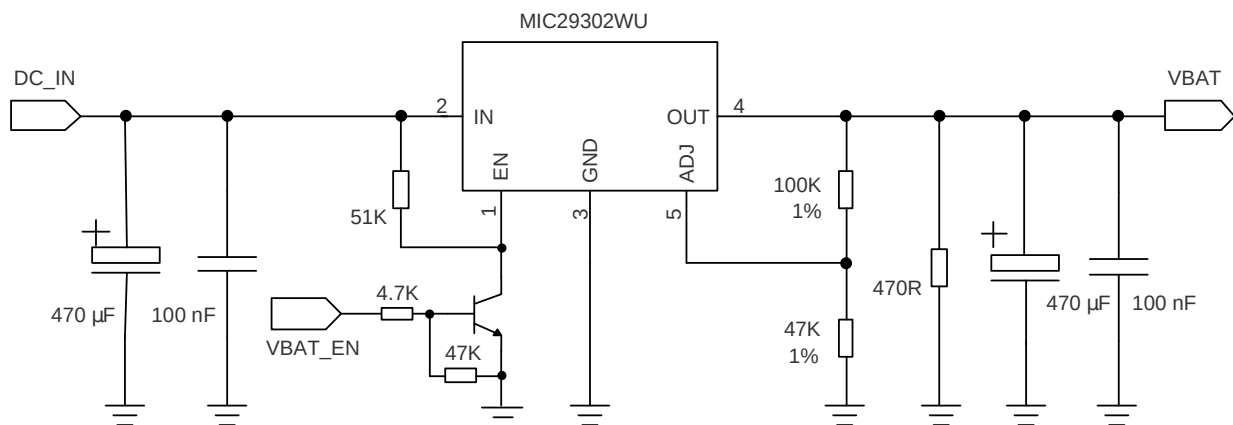 MIC29302WU
DC_IN
VBAT
2
IN
OUT
4
EN
GND
ADJ
1
3
5
51K
100K
1%
470 µF
100 nF
VBAT_EN
4.7K
47K
47K
1%
470R
470 µF
100 nF